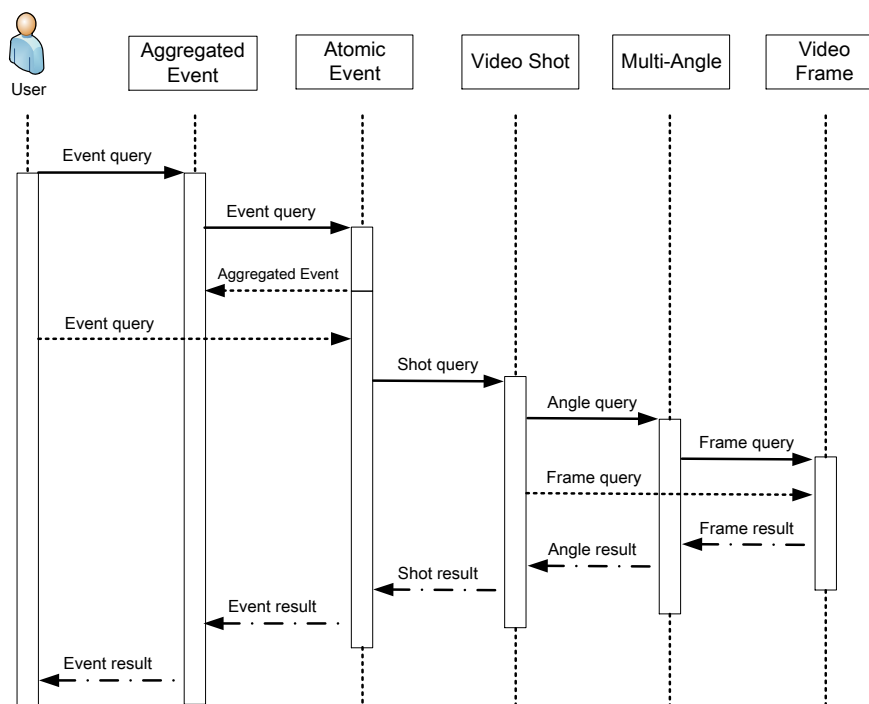 User
Aggregated
Event
Atomic
Event
Video Shot
Multi-Angle
Video
Frame
Event query
Event query
Aggregated Event
Event query
Shot query
Angle query
Frame query
Frame query
Frame result
Angle result
Shot result
Event result
Event result